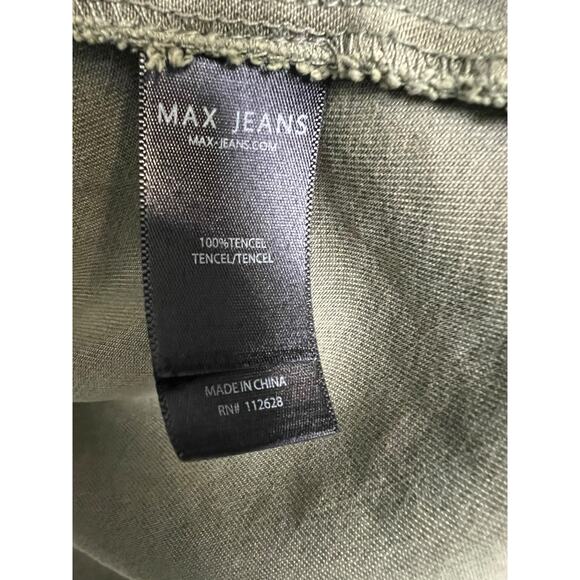 MAX JEANS
MAX-JEANS.COM
100%TENCEL
TENCEL/TENCEL
MADE IN CHINA
RN# 112628